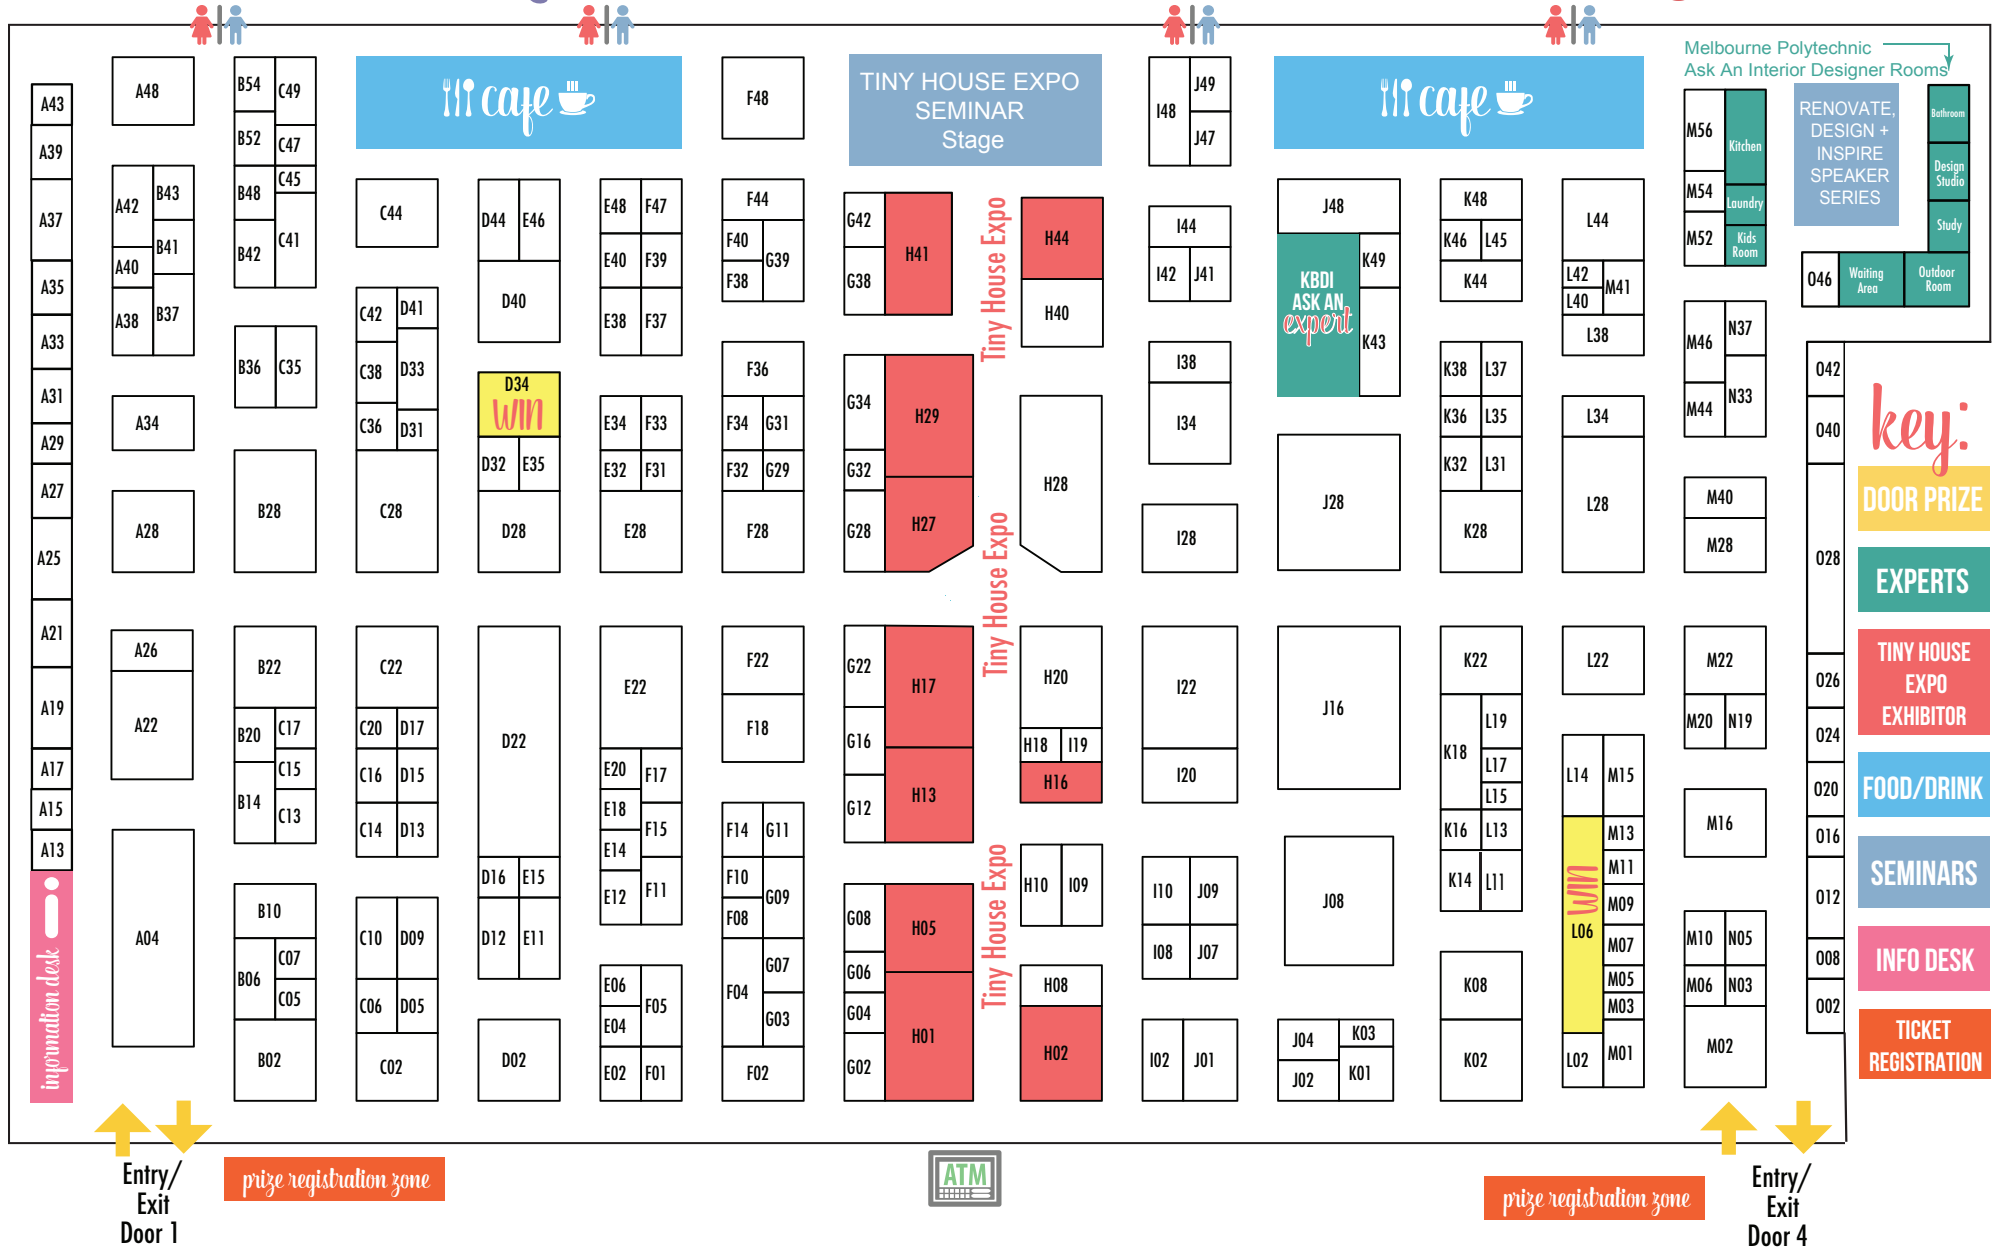 Melbourne Polytechnic
Ask An Interior Designer Rooms
cafe
TINY HOUSE EXPO
SEMINAR
Stage
cafe
RENOVATE,
DESIGN +
INSPIRE
SPEAKER
SERIES
Bathroom
Design
Studio
Study
Kitchen
Laundry
Kids
Room
Waiting
Area
Outdoor
Room
O46
M56
M54
M52
A43
A39
A37
A35
A33
A31
A29
A27
A25
A21
A19
A17
A15
A13
information desk
i
A48
A42
B43
B41
A40
A38
B37
A34
A28
A26
A22
A04
B54
C49
B52
C47
B48
C45
B42
C41
B36
C35
B28
B22
B20
C17
C15
B14
C13
B10
B06
C07
C05
B02
C44
C42
D41
C38
D33
C36
D31
C28
C22
C20
D17
C16
D15
C14
D13
C10
D09
C06
D05
C02
D44
E46
D40
D34
WIN
D32
E35
D28
D22
D16
E15
D12
E11
D02
E48
F47
E40
F39
E38
F37
E34
F33
E32
F31
E28
E22
E20
F17
E18
F15
E14
E12
F11
E06
F05
E04
E02
F01
F48
F44
F40
G39
F38
F36
F34
G31
F32
G29
F28
F22
F18
F14
G11
F10
G09
F08
G07
F04
G03
F02
G42
H41
G38
G34
H29
G32
G28
H27
G22
H17
G16
H13
G12
G08
H05
G06
G04
H01
G02
Tiny House Expo
Tiny House Expo
Tiny House Expo
H44
H40
H28
H20
H18
I19
H16
H10
I09
H08
H02
I48
J49
J47
I44
I42
J41
I38
I34
I28
I22
I20
I10
J09
I08
J07
I02
J01
J48
KBDI
ASK AN
expert
K49
K43
J28
J16
J08
J04
K03
J02
K01
K48
K46
L45
K44
K38
L37
K36
L35
K32
L31
K28
K22
K18
L19
L17
L15
K16
L13
K14
L11
K08
K02
L44
L42
M41
L40
L38
L34
L28
L22
L14
M15
WIN
L06
M13
M11
M09
M07
M05
M03
L02
M01
M46
N37
M44
N33
M40
M28
M22
M20
N19
M16
M10
N05
M06
N03
M02
O42
O40
O28
O26
O24
O20
O16
O12
O08
O02
key:
DOOR PRIZE
EXPERTS
TINY HOUSE
EXPO
EXHIBITOR
FOOD/DRINK
SEMINARS
INFO DESK
TICKET
REGISTRATION
Entry/
Exit
Door 1
prize registration zone
ATM
prize registration zone
Entry/
Exit
Door 4